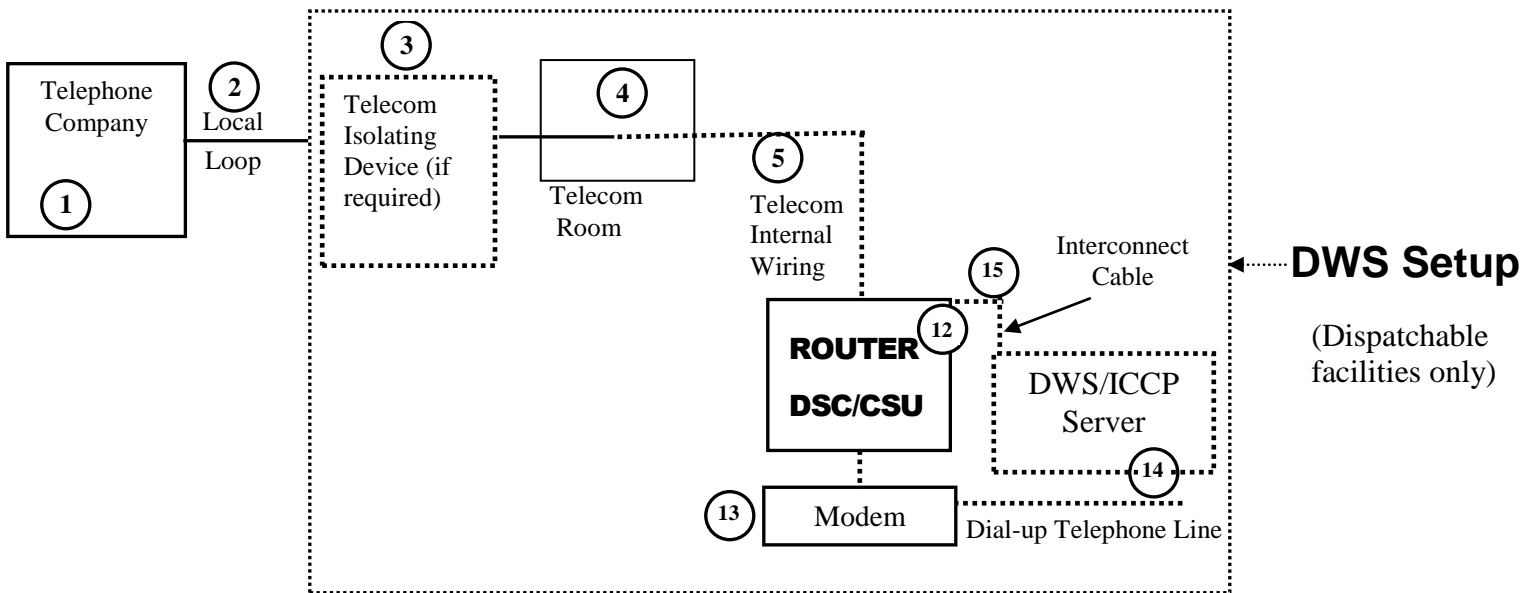 3
4
2
1
Telephone
Company
Local
Loop
Telecom
Isolating
Device (if
required)
Telecom
Room
5
Telecom
Internal
Wiring
15
Interconnect
Cable
12
ROUTER
DSC/CSU
DWS/ICCP
Server
14
13
Modem
Dial-up Telephone Line
DWS Setup
(Dispatchable
facilities only)